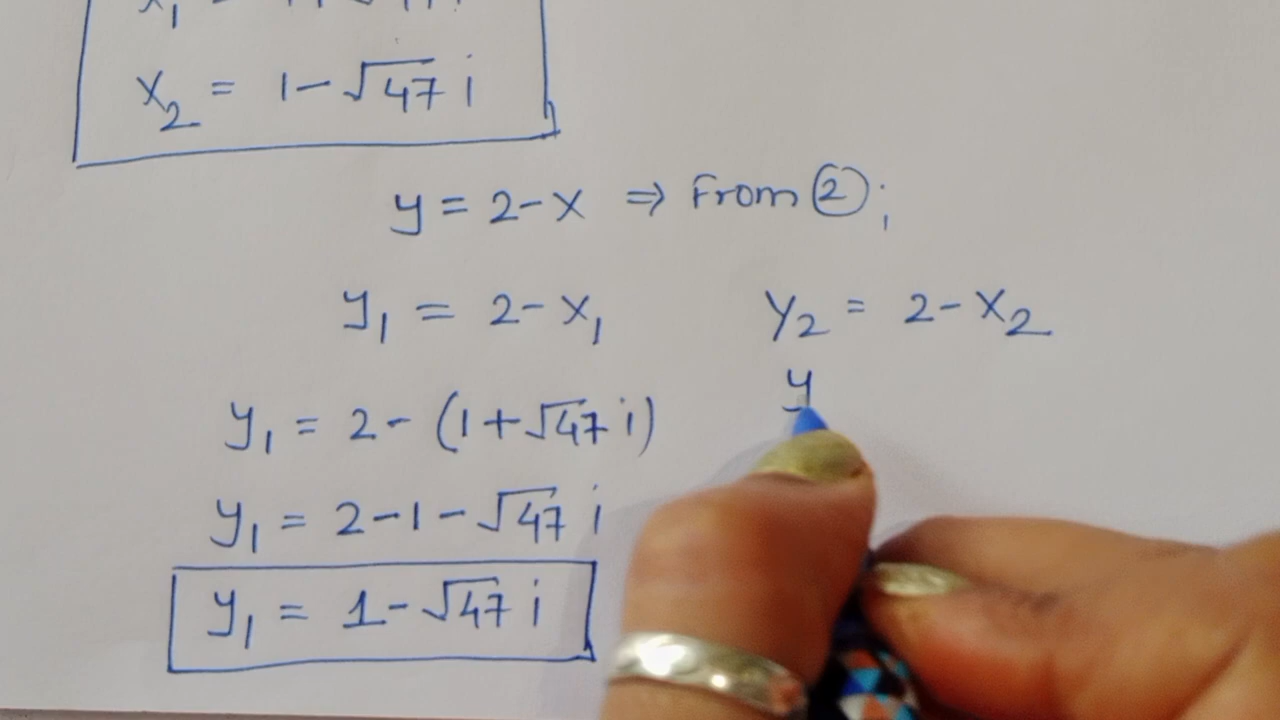 x₂ = 1-√47 i
y = 2-x ⇒ From ②;
y₁ = 2-x₁
y₂ = 2-x₂
y₁ = 2-(1+√47 i)
y
y₁ = 2-1-√47 i
y₁ = 1-√47 i